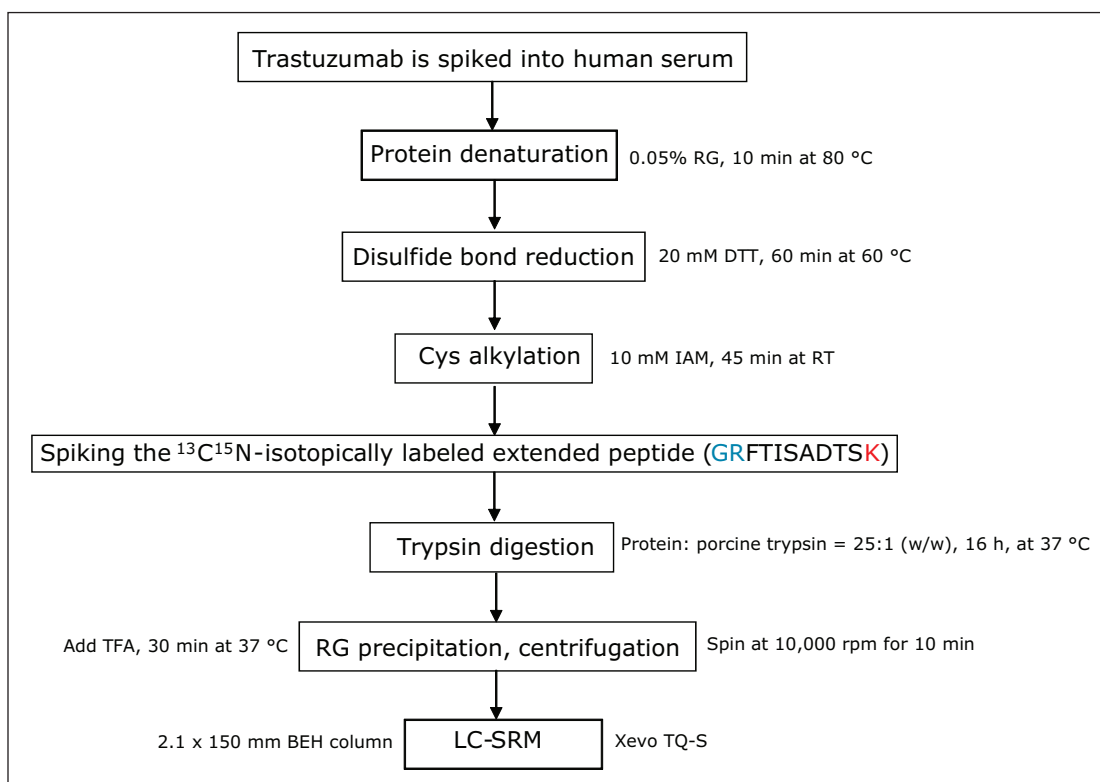 Trastuzumab is spiked into human serum
Protein denaturation
0.05% RG, 10 min at 80 °C
Disulfide bond reduction
20 mM DTT, 60 min at 60 °C
Cys alkylation
10 mM IAM, 45 min at RT
Spiking the ¹³C¹⁵N-isotopically labeled extended peptide (GRFTISADTSK)
Trypsin digestion
Protein: porcine trypsin = 25:1 (w/w), 16 h, at 37 °C
Add TFA, 30 min at 37 °C
RG precipitation, centrifugation
Spin at 10,000 rpm for 10 min
2.1 x 150 mm BEH column
LC-SRM
Xevo TQ-S